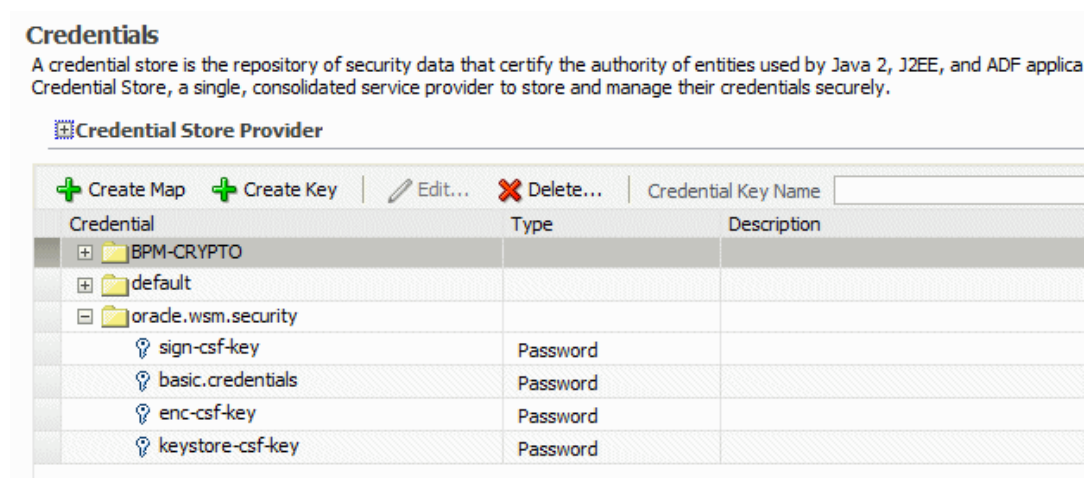 Credentials
A credential store is the repository of security data that certify the authority of entities used by Java 2, J2EE, and ADF applica
Credential Store, a single, consolidated service provider to store and manage their credentials securely.
Credential Store Provider
Create Map Create Key Edit... Delete... Credential Key Name
Credential Type Description
BPM-CRYPTO
default
oracle.wsm.security
sign-csf-key Password
basic.credentials Password
enc-csf-key Password
keystore-csf-key Password